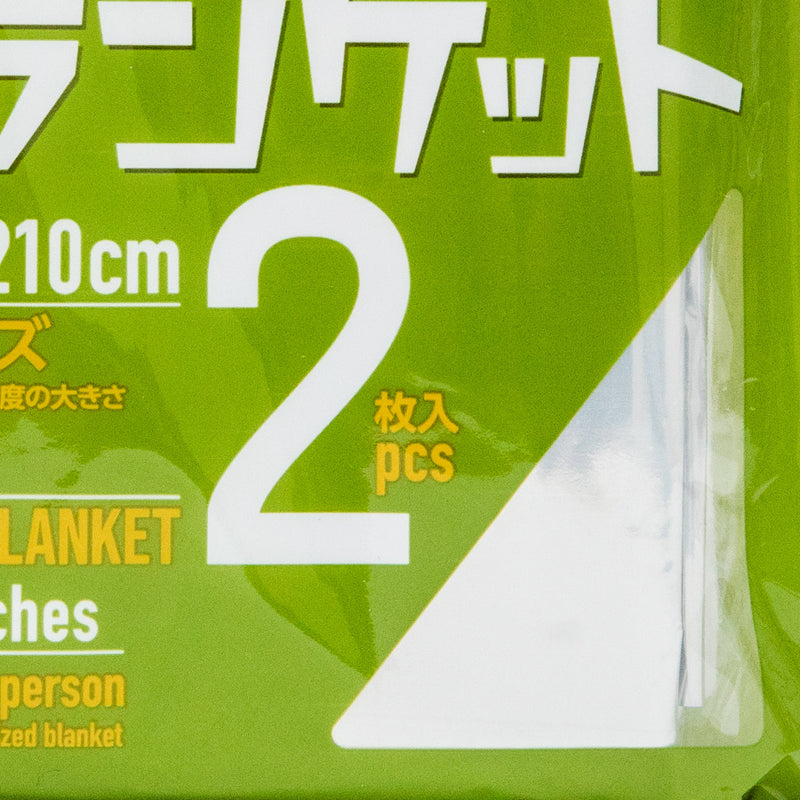 ランケット
210cm
ズ
度の大きさ
2
枚入
pcs
LANKET
ches
person
zed blanket